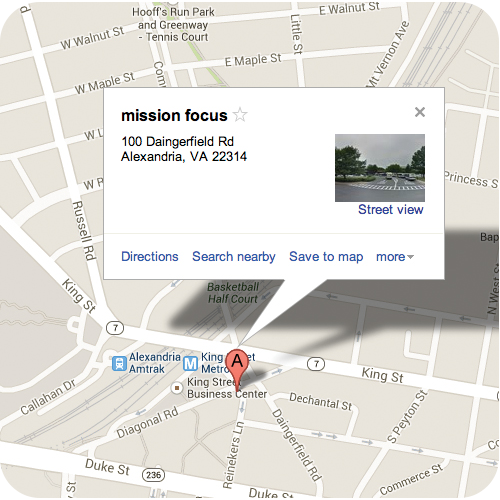 Hooff's Run Park
and Greenway
- Tennis Court
W Walnut St
Little St
E Walnut St
Mt Vernon Ave
E Maple St
W Maple St
mission focus
100 Daingerfield Rd
Alexandria, VA 22314
Street view
Directions Search nearby Save to map more
Russell Rd
Princess St
N West St
Basketball
Half Court
King St
7
Alexandria
Amtrak
M
7
King St
A
King Street
Business Center
Callahan Dr
Diagonal Rd
Dechantal St
S Peyton St
Reinekers Ln
Daingerfield Rd
Commerce St
Duke St
236
Duke St